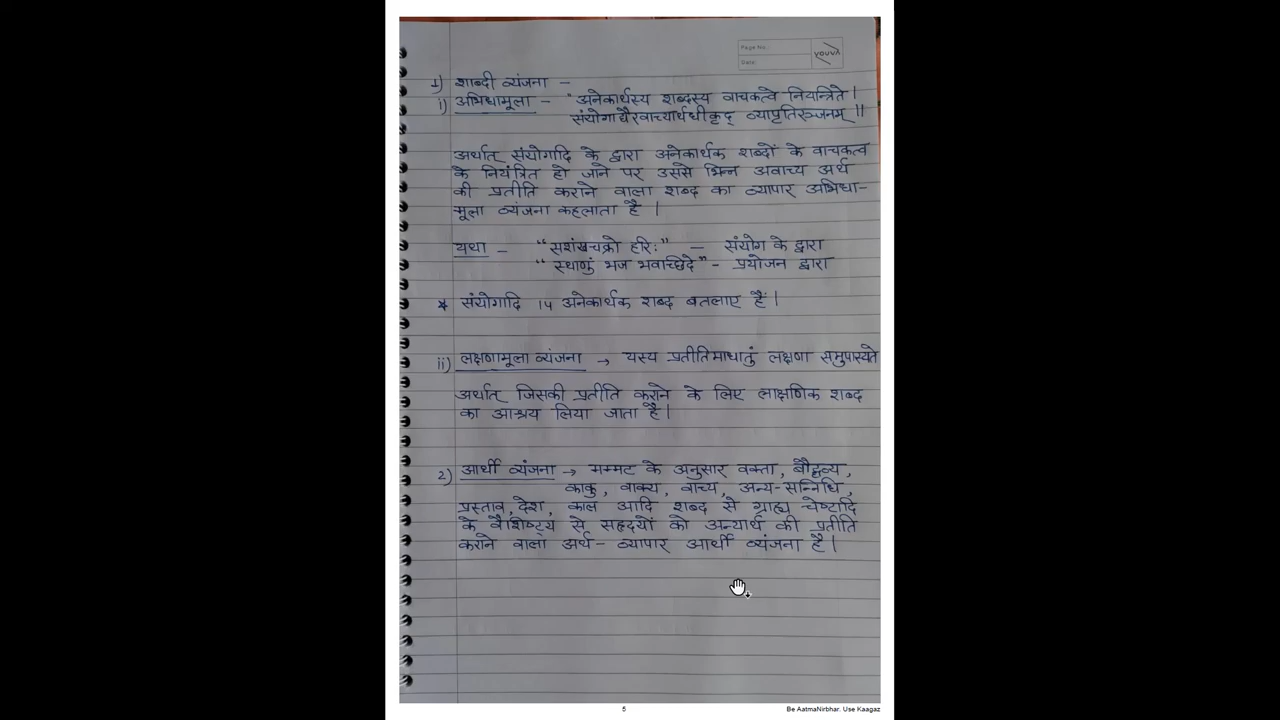 Page No.:
Date:
YOUVA
1) शाब्दी व्यंजना –
i) अभिधामूला – "अनेकार्थस्य शब्दस्य वाचकत्वे नियन्त्रिते।
संयोगाद्यैरवाच्यार्थधीकृद् व्यापृतिरञ्जनम्॥
अर्थात् संयोगादि के द्वारा अनेकार्थक शब्दों के वाचकत्व
के नियंत्रित हो जाने पर उससे भिन्न अवाच्य अर्थ
की प्रतीति कराने वाला शब्द का व्यापार अभिधा-
मूला व्यंजना कहलाता है।
यथा – "सशंखचक्रो हरिः" – संयोग के द्वारा
"स्थाणुं भज भवाच्छिदे" – प्रयोजन द्वारा
* संयोगादि 14 अनेकार्थक शब्द बतलाए हैं।
ii) लक्षणामूला व्यंजना → यस्य प्रतीतिमाधातुं लक्षणा समुपास्यते
अर्थात् जिसकी प्रतीति कराने के लिए लाक्षणिक शब्द
का आश्रय लिया जाता है।
2) आर्थी व्यंजना → मम्मट के अनुसार वक्ता, बौद्धव्य,
काकु, वाक्य, वाच्य, अन्य-सन्निधि,
प्रस्ताव, देश, काल आदि शब्द से ग्राह्य चेष्टादि
के वैशिष्ट्य से सहृदयों को अन्यार्थ की प्रतीति
कराने वाला अर्थ- व्यापार आर्थी व्यंजना है।
5
Be AatmaNirbhar. Use Kaagaz